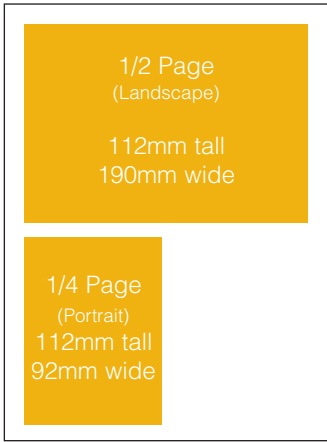 1/2 Page
(Landscape)
112mm tall
190mm wide
1/4 Page
(Portrait)
112mm tall
92mm wide